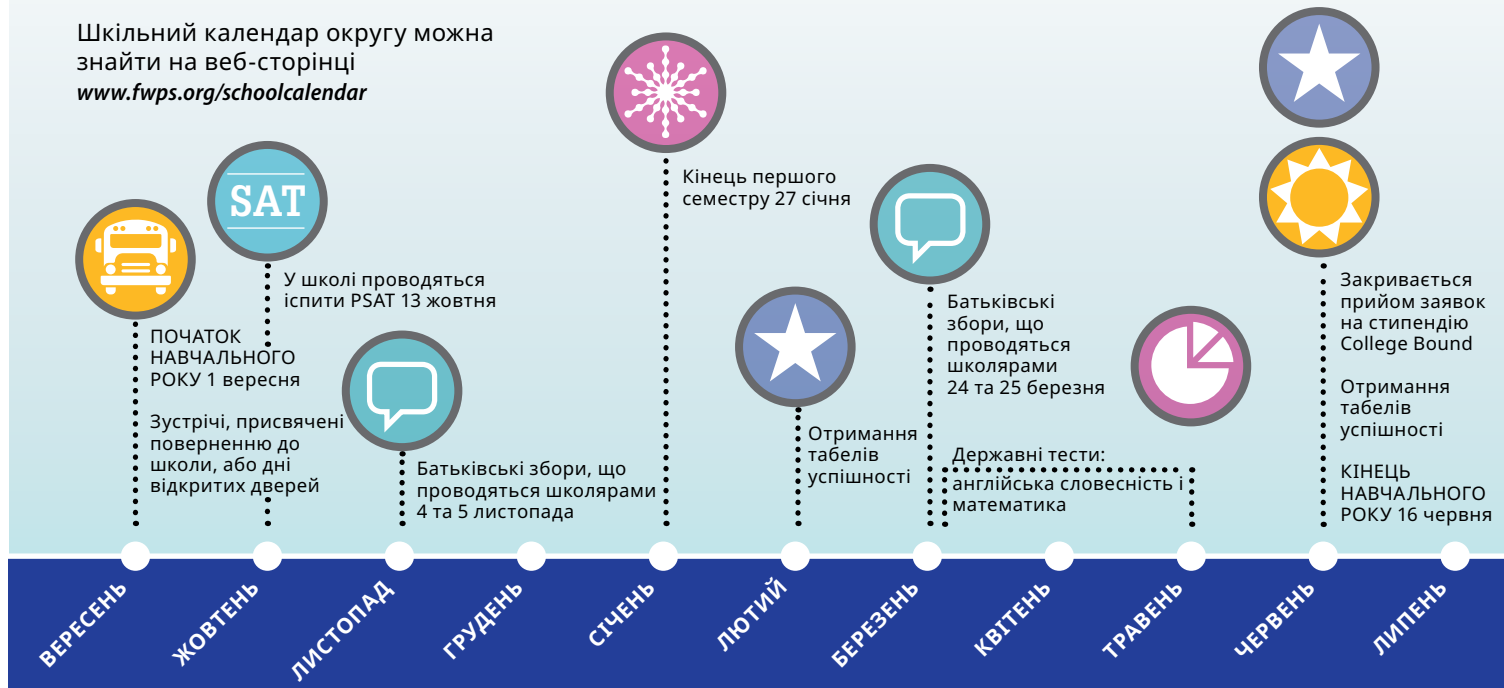 Шкільний календар округу можна
знайти на веб-сторінці
www.fwps.org/schoolcalendar
ПОЧАТОК
НАВЧАЛЬНОГО
РОКУ 1 вересня
Зустрічі, присвячені
поверненню до
школи, або дні
відкритих дверей
SAT
У школі проводяться
іспити PSAT 13 жовтня
Батьківські збори, що
проводяться школярами
4 та 5 листопада
Кінець першого
семестру 27 січня
Отримання
табелів
успішності
Батьківські
збори, що
проводяться
школярами
24 та 25 березня
Державні тести:
англійська словесність і
математика
Закривається
прийом заявок
на стипендію
College Bound
Отримання
табелів
успішності
КІНЕЦЬ
НАВЧАЛЬНОГО
РОКУ 16 червня
ВЕРЕСЕНЬ
ЖОВТЕНЬ
ЛИСТОПАД
ГРУДЕНЬ
СІЧЕНЬ
ЛЮТИЙ
БЕРЕЗЕНЬ
КВІТЕНЬ
ТРАВЕНЬ
ЧЕРВЕНЬ
ЛИПЕНЬ